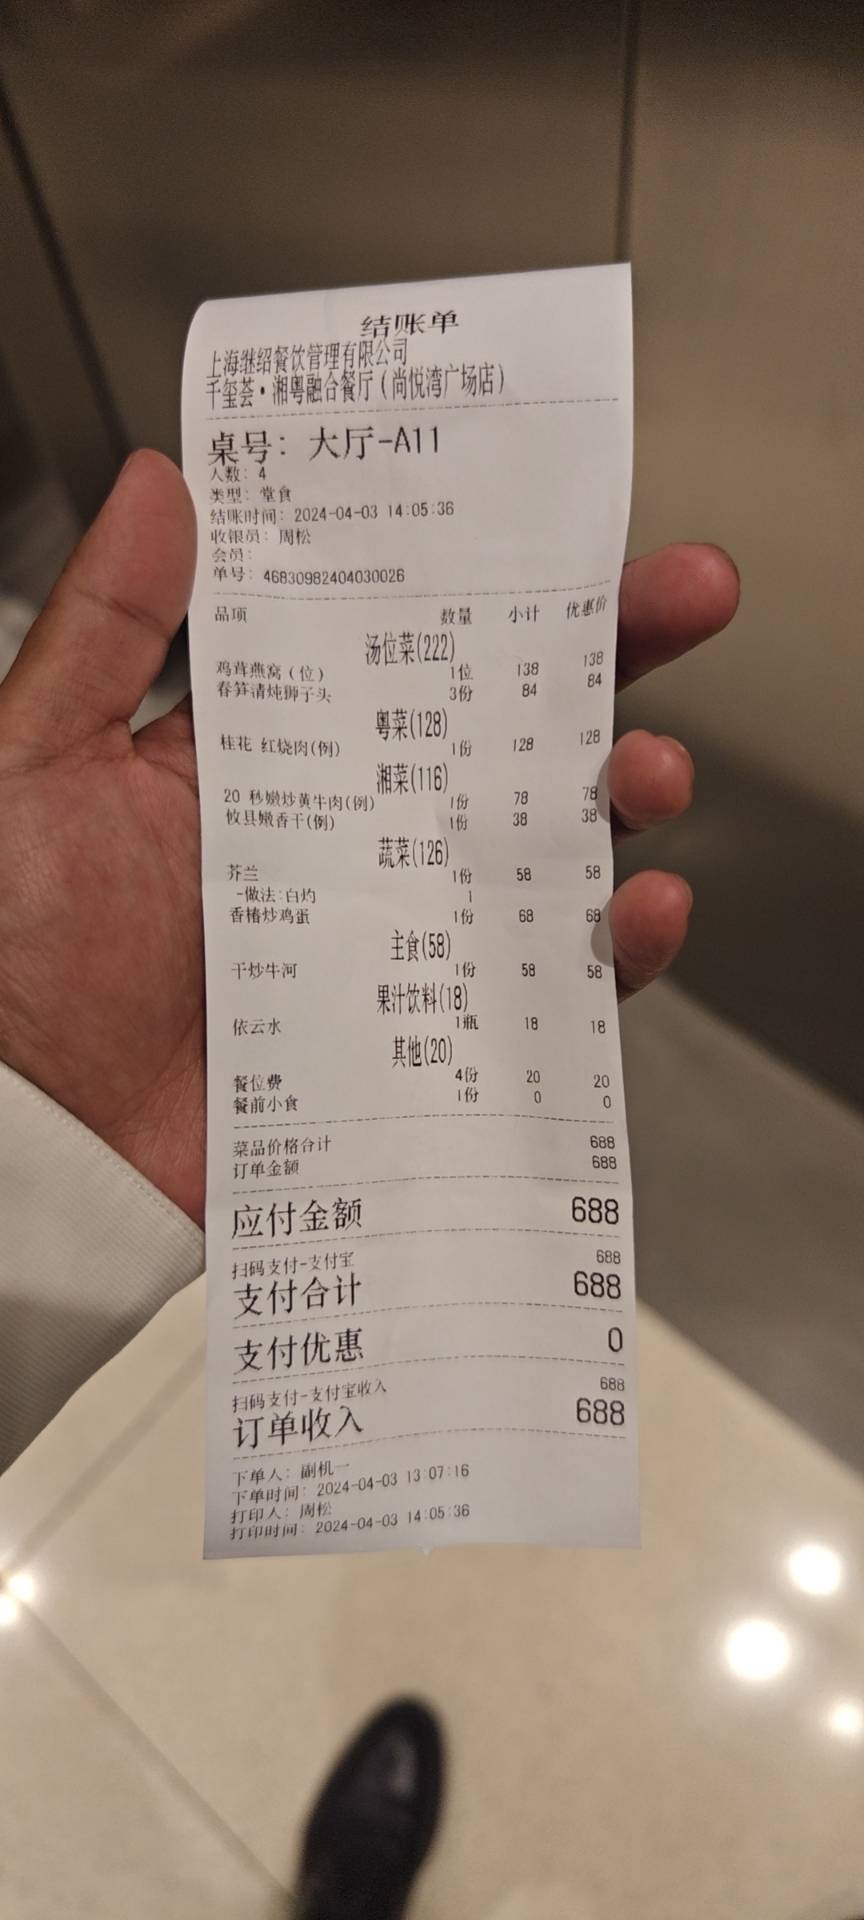 结账单
上海继绍餐饮管理有限公司
千玺荟·湘粤融合餐厅(尚悦湾广场店)
桌号: 大厅-A11
人数: 4
类型: 堂食
结账时间: 2024-04-03 14:05:36
收银员: 周松
会员:
单号: 46830982404030026
品项 数量 小计 优惠价
汤位菜(222)
鸡茸燕窝(位) 1位 138 138
春笋清炖狮子头 3份 84 84
粤菜(128)
桂花 红烧肉(例) 1份 128 128
湘菜(116)
20 秒嫩炒黄牛肉(例) 1份 78 78
攸县嫩香干(例) 1份 38 38
蔬菜(126)
芥兰 1份 58 58
-做法:白灼 1
香椿炒鸡蛋 1份 68 68
主食(58)
干炒牛河 1份 58 58
果汁饮料(18)
依云水 1瓶 18 18
其他(20)
餐位费 4份 20 20
餐前小食 1份 0 0
菜品价格合计 688
订单金额 688
应付金额 688
扫码支付-支付宝 688
支付合计 688
支付优惠 0
扫码支付-支付宝收入 688
订单收入 688
下单人: 副机一
下单时间: 2024-04-03 13:07:16
打印人: 周松
打印时间: 2024-04-03 14:05:36